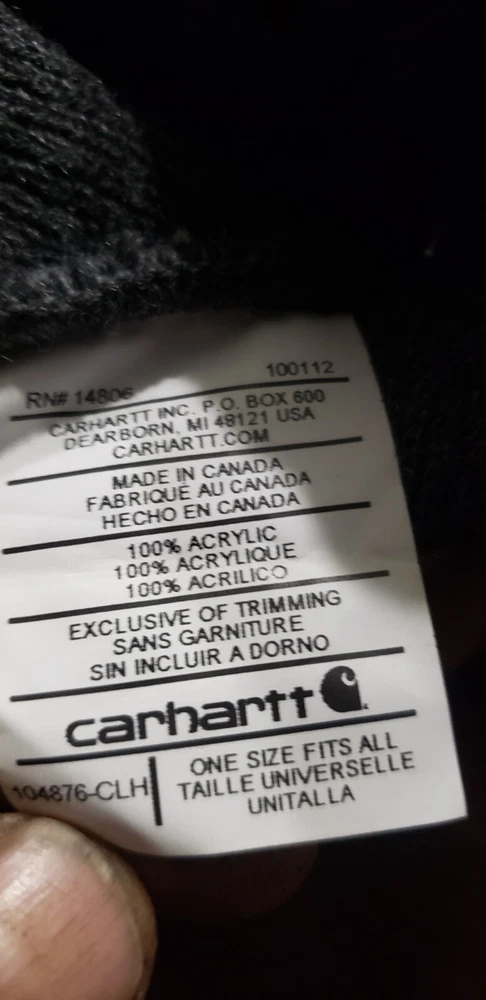 RN# 14806 100112
CARHARTT INC. P.O. BOX 600
DEARBORN, MI 48121 USA
CARHARTT.COM
MADE IN CANADA
FABRIQUÉ AU CANADA
HECHO EN CANADA
100% ACRYLIC
100% ACRYLIQUE
100% ACRILICO
EXCLUSIVE OF TRIMMING
SANS GARNITURE
SIN INCLUIR A DORNO
carhartt
104876-CLH
ONE SIZE FITS ALL
TAILLE UNIVERSELLE
UNITALLA